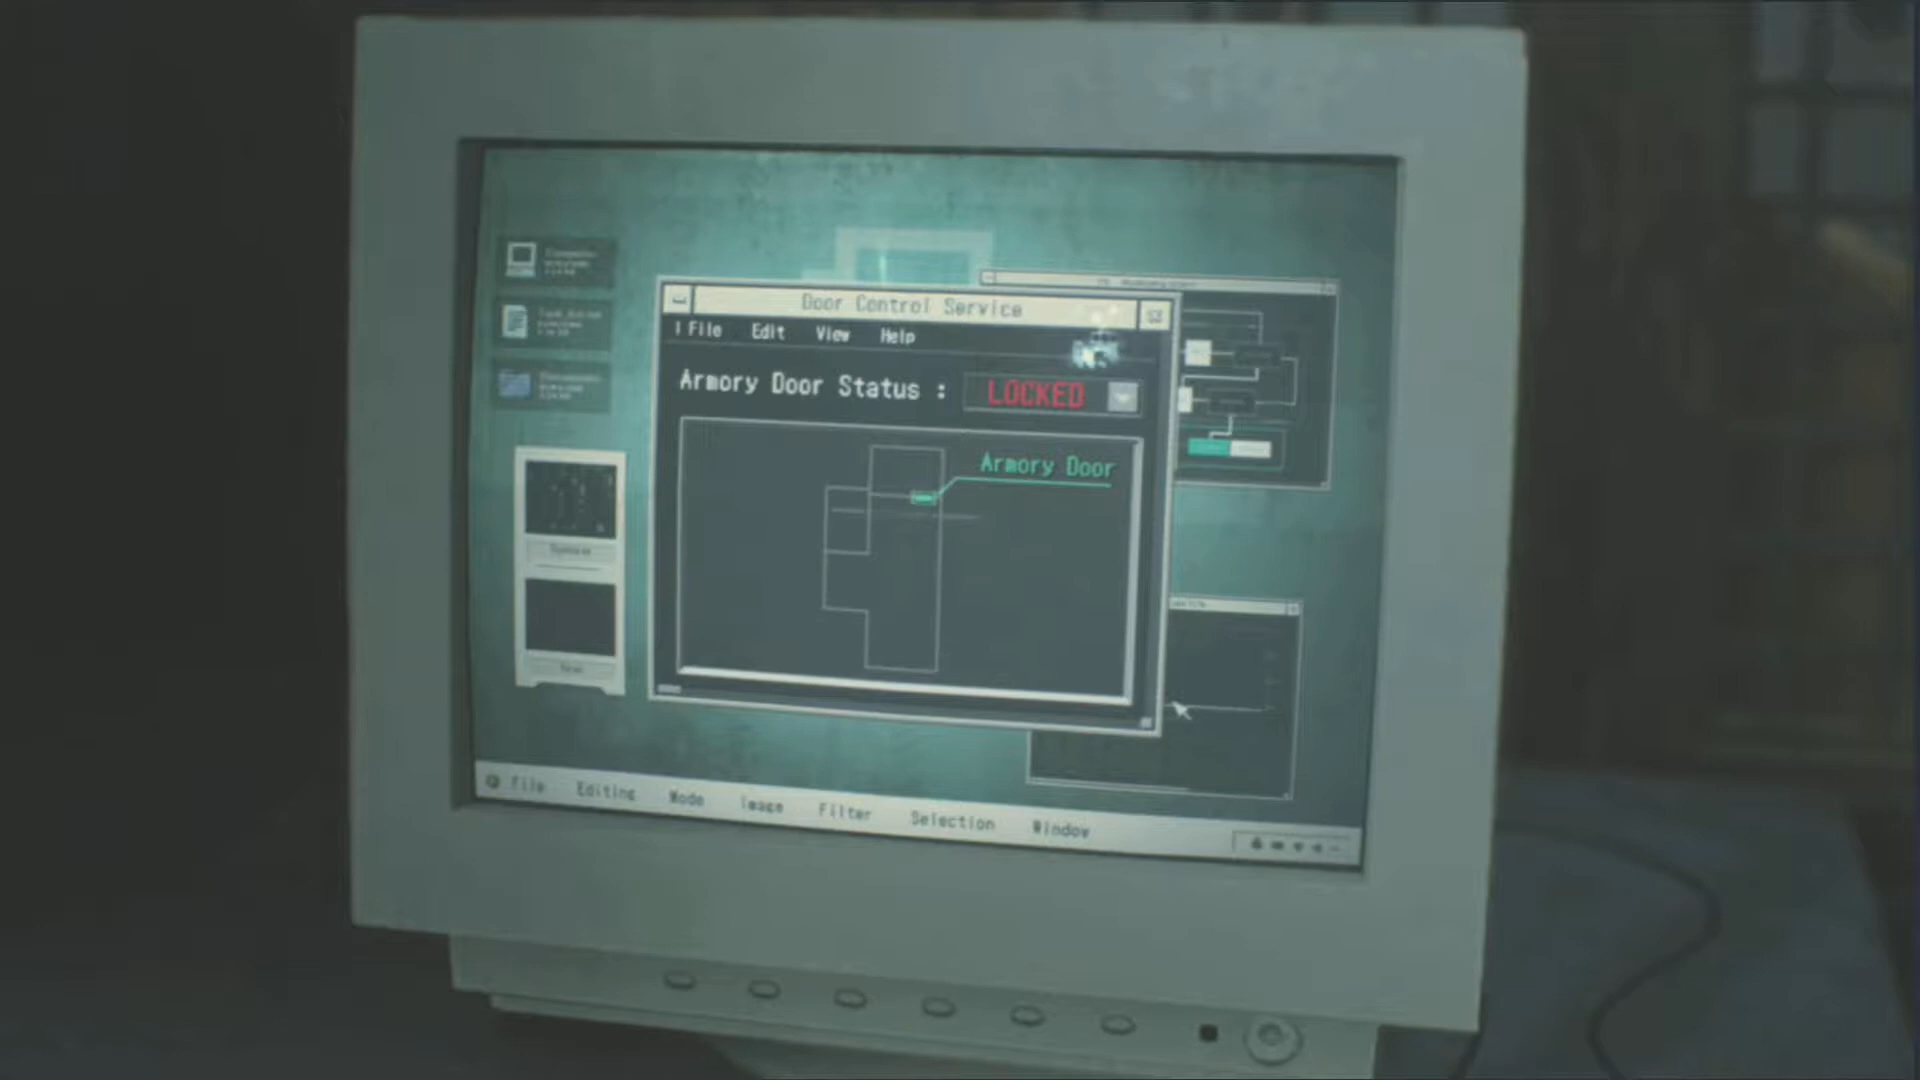 Door Control Service
File Edit View Help
Armory Door Status : LOCKED
Armory Door
File Editing Mode Image Filter Selection Window